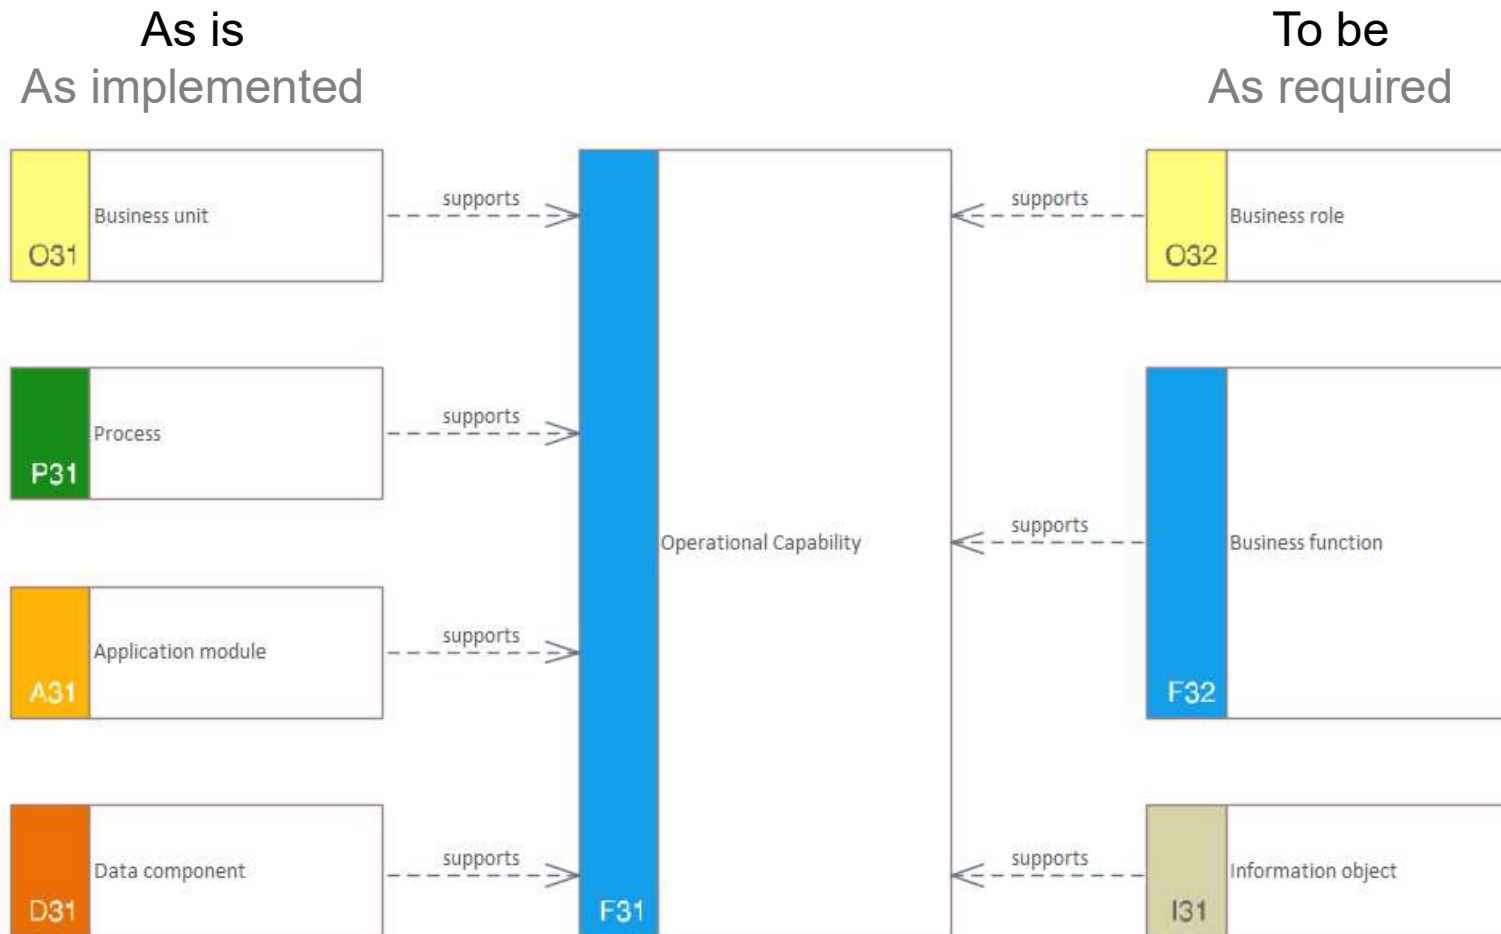 As is
As implemented
To be
As required
Business unit
O31
supports
supports
Business role
O32
Process
P31
supports
Operational Capability
F31
supports
Business function
F32
Application module
A31
supports
Data component
D31
supports
supports
Information object
I31